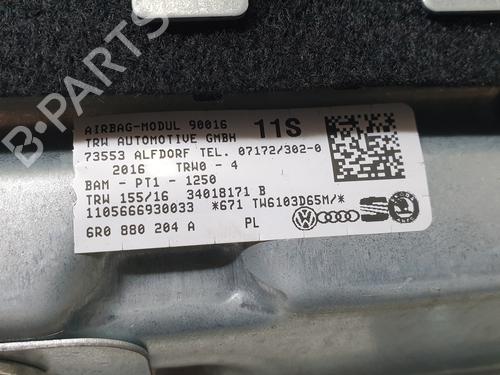 AIRBAG-MODUL 90016
TRW AUTOMOTIVE GMBH 11S
73553 ALFDORF TEL. 07172/302-0
2016 TRW0 - 4
BAM - PT1 - 1250
TRW 155/16 34018171 B
1105666930033 *671 TW6103D65M/*
6R0 880 204 A PL
B-PARTS